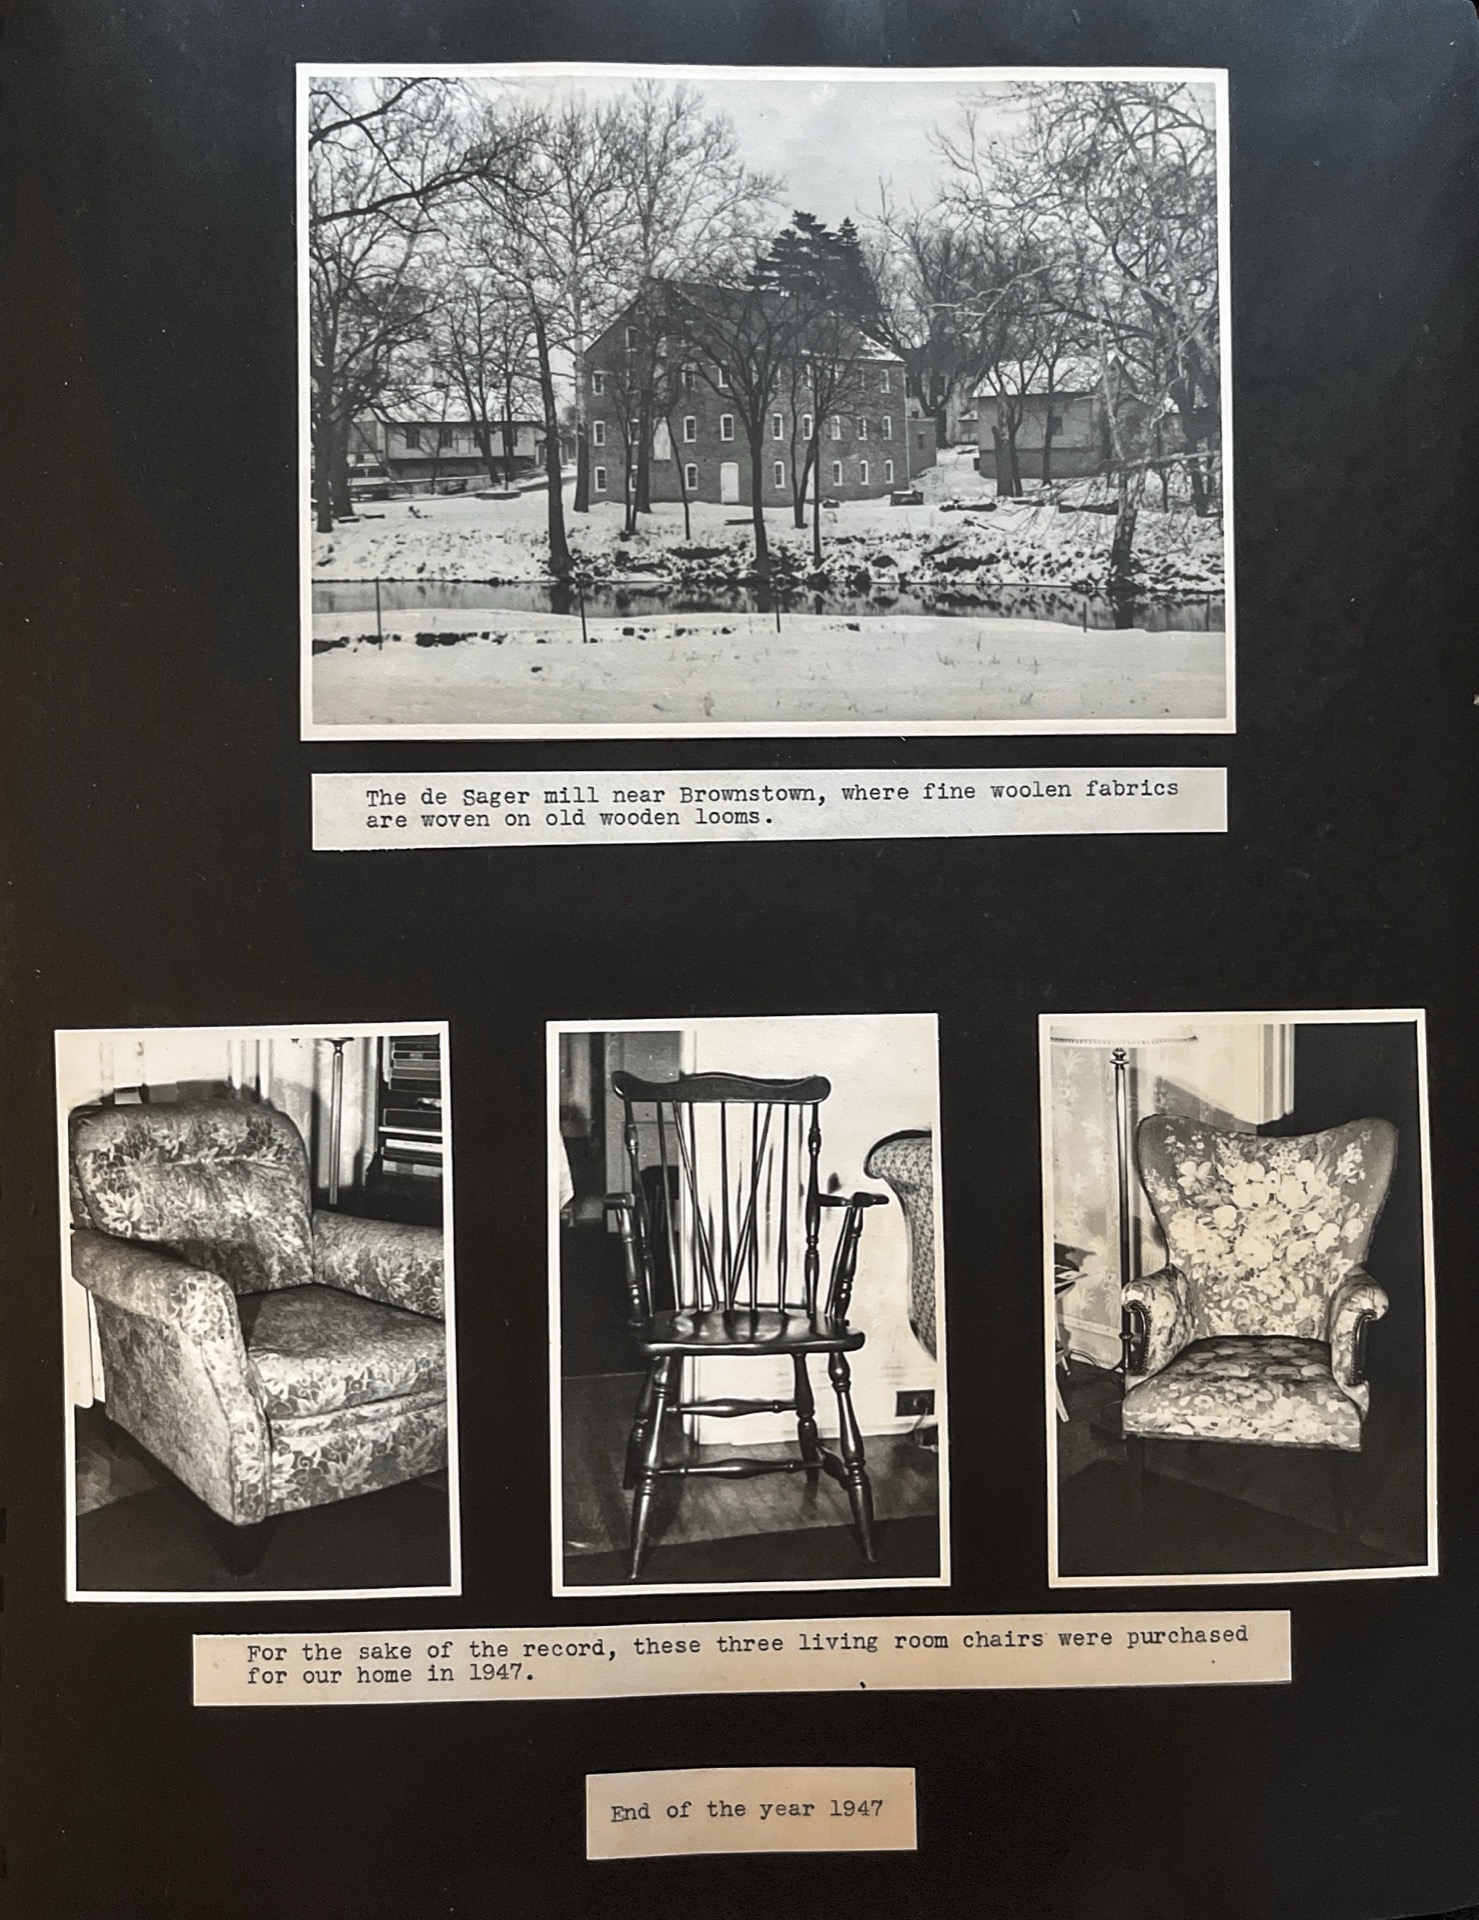 The de Sager mill near Brownstown, where fine woolen fabrics
are woven on old wooden looms.
For the sake of the record, these three living room chairs were purchased
for our home in 1947.
End of the year 1947